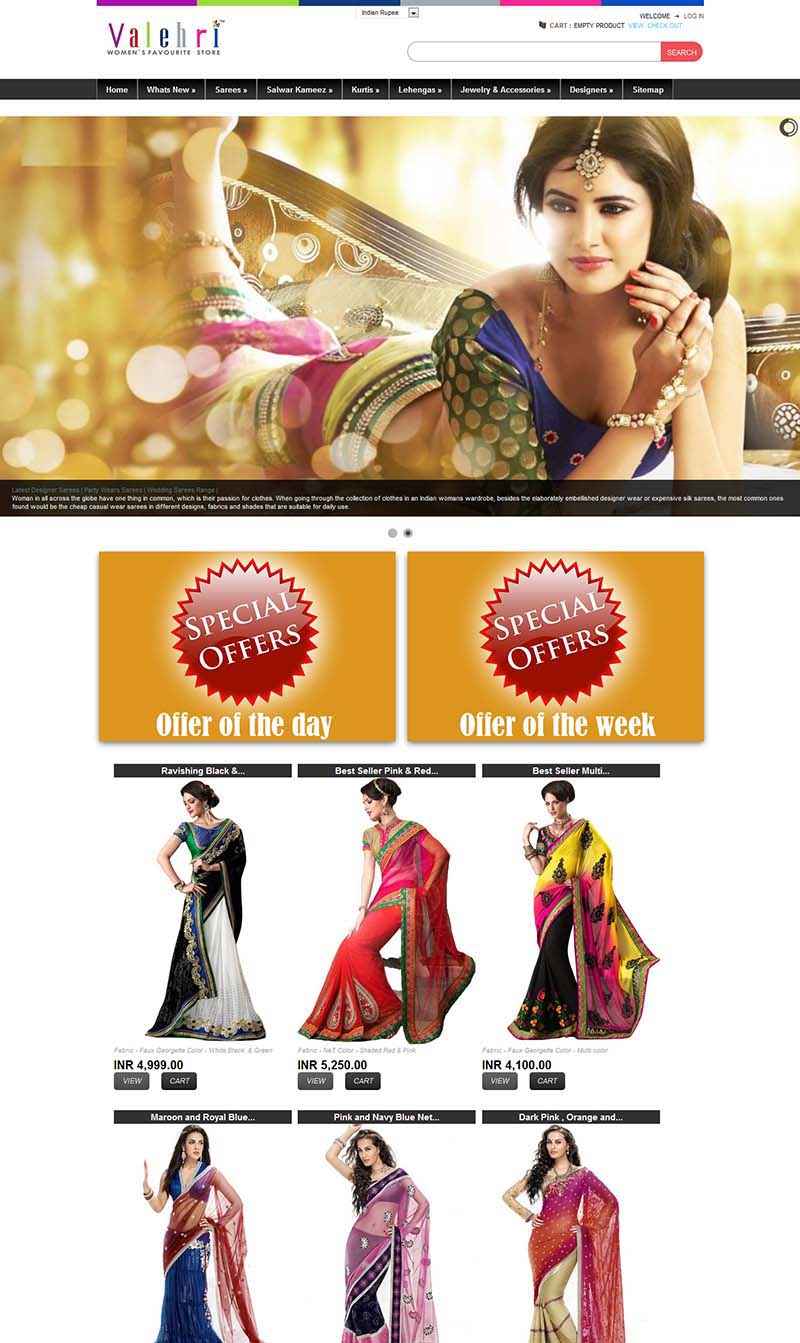 Indian Rupee
WELCOME ➔ LOG IN
CART : EMPTY PRODUCT VIEW CHECK OUT
Valehri™
WOMEN'S FAVOURITE STORE
SEARCH
Home
Whats New »
Sarees »
Salwar Kameez »
Kurtis »
Lehengas »
Jewelry & Accessories »
Designers »
Sitemap
Latest Designer Sarees | Party Wears Sarees | Wedding Sarees Range |
Woman in all across the globe have one thing in common, which is their passion for clothes. When going through the collection of clothes in an Indian womans wardrobe, besides the elaborately embellished designer wear or expensive silk sarees, the most common ones
found would be the cheap casual wear sarees in different designs, fabrics and shades that are suitable for daily use.
SPECIAL
OFFERS
Offer of the day
SPECIAL
OFFERS
Offer of the week
Ravishing Black &...
Best Seller Pink & Red...
Best Seller Multi...
Fabric - Faux Georgette Color - White Black & Green
Fabric - NeT Color - Shaded Red & Pink
Fabric - Faux Georgette Color - Multi color
INR 4,999.00
INR 5,250.00
INR 4,100.00
VIEW CART
VIEW CART
VIEW CART
Maroon and Royal Blue...
Pink and Navy Blue Net...
Dark Pink , Orange and...